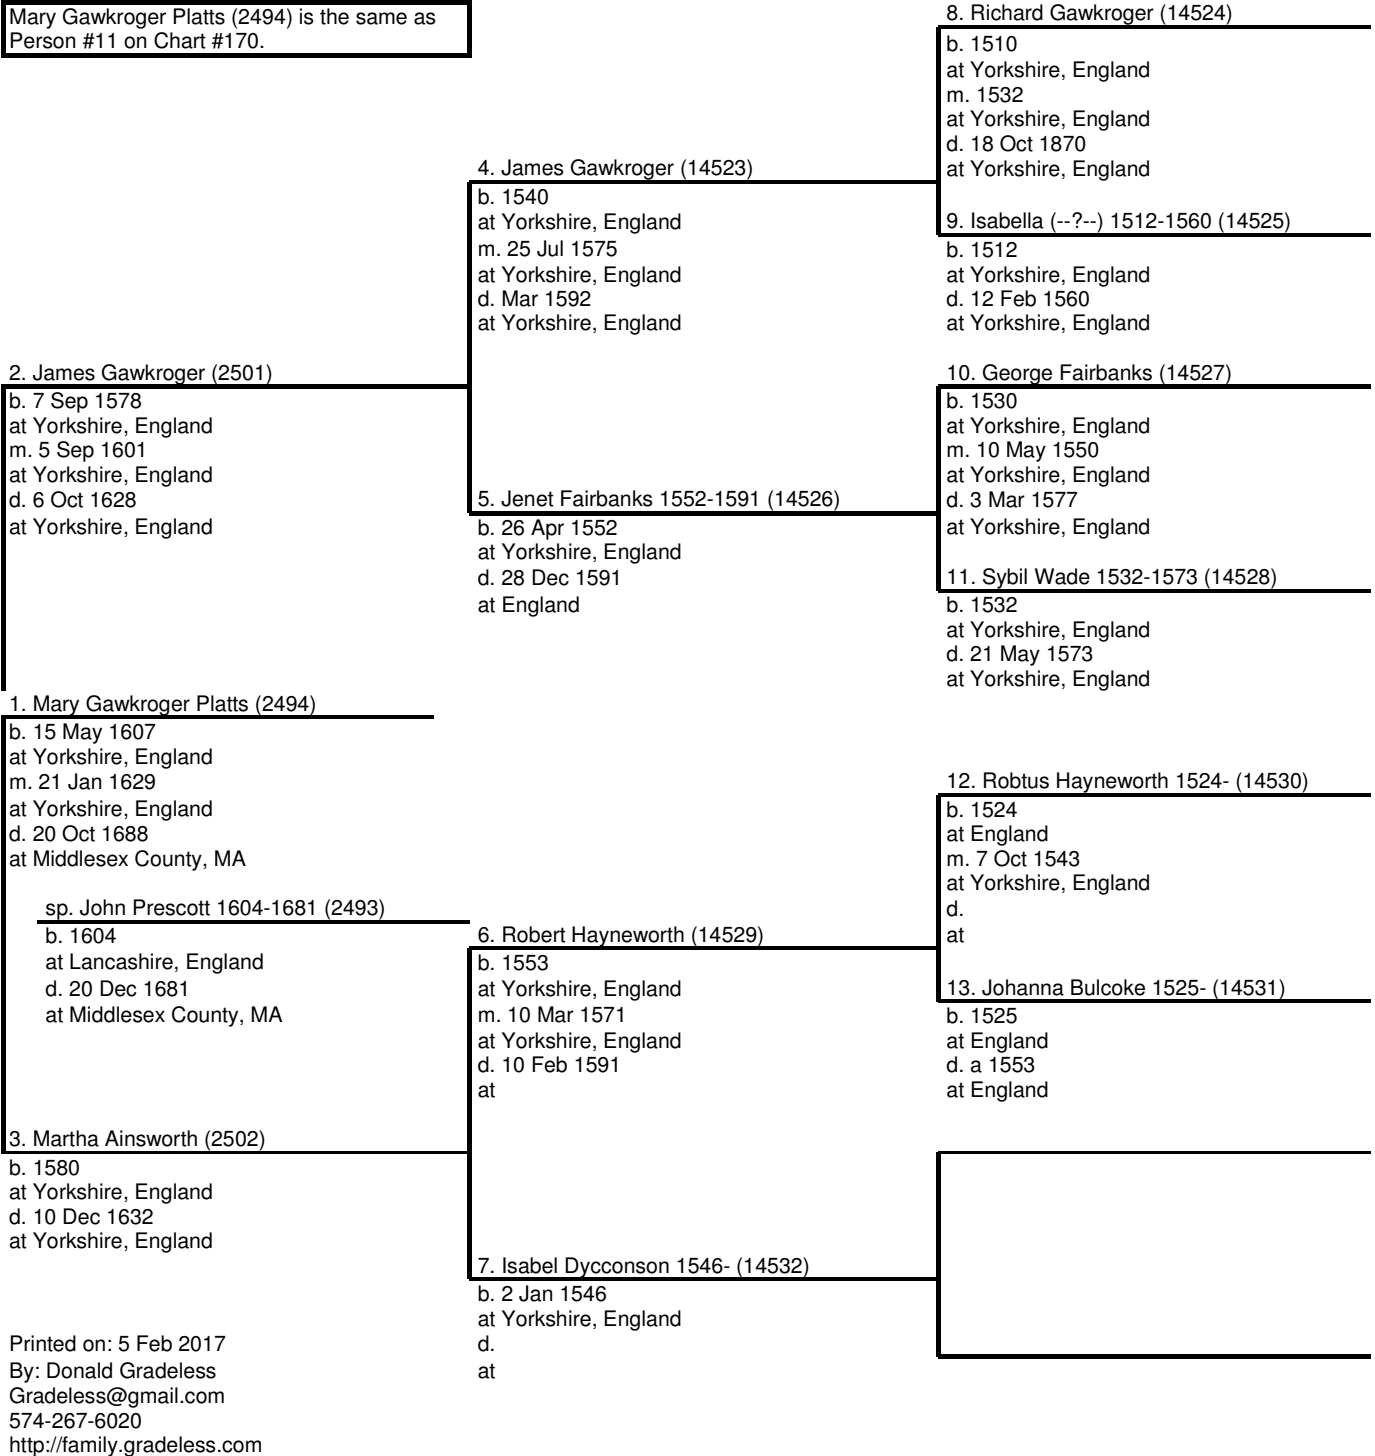 Mary Gawkroger Platts (2494) is the same as
Person #11 on Chart #170.
8. Richard Gawkroger (14524)
b. 1510
at Yorkshire, England
m. 1532
at Yorkshire, England
d. 18 Oct 1870
at Yorkshire, England
4. James Gawkroger (14523)
b. 1540
at Yorkshire, England
m. 25 Jul 1575
at Yorkshire, England
d. Mar 1592
at Yorkshire, England
9. Isabella (--?--) 1512-1560 (14525)
b. 1512
at Yorkshire, England
d. 12 Feb 1560
at Yorkshire, England
2. James Gawkroger (2501)
b. 7 Sep 1578
at Yorkshire, England
m. 5 Sep 1601
at Yorkshire, England
d. 6 Oct 1628
at Yorkshire, England
10. George Fairbanks (14527)
b. 1530
at Yorkshire, England
m. 10 May 1550
at Yorkshire, England
d. 3 Mar 1577
at Yorkshire, England
5. Jenet Fairbanks 1552-1591 (14526)
b. 26 Apr 1552
at Yorkshire, England
d. 28 Dec 1591
at England
11. Sybil Wade 1532-1573 (14528)
b. 1532
at Yorkshire, England
d. 21 May 1573
at Yorkshire, England
1. Mary Gawkroger Platts (2494)
b. 15 May 1607
at Yorkshire, England
m. 21 Jan 1629
at Yorkshire, England
d. 20 Oct 1688
at Middlesex County, MA
sp. John Prescott 1604-1681 (2493)
b. 1604
at Lancashire, England
d. 20 Dec 1681
at Middlesex County, MA
12. Robtus Hayneworth 1524- (14530)
b. 1524
at England
m. 7 Oct 1543
at Yorkshire, England
d.
at
6. Robert Hayneworth (14529)
b. 1553
at Yorkshire, England
m. 10 Mar 1571
at Yorkshire, England
d. 10 Feb 1591
at
13. Johanna Bulcoke 1525- (14531)
b. 1525
at England
d. a 1553
at England
3. Martha Ainsworth (2502)
b. 1580
at Yorkshire, England
d. 10 Dec 1632
at Yorkshire, England
7. Isabel Dycconson 1546- (14532)
b. 2 Jan 1546
at Yorkshire, England
d.
at
Printed on: 5 Feb 2017
By: Donald Gradeless
Gradeless@gmail.com
574-267-6020
http://family.gradeless.com